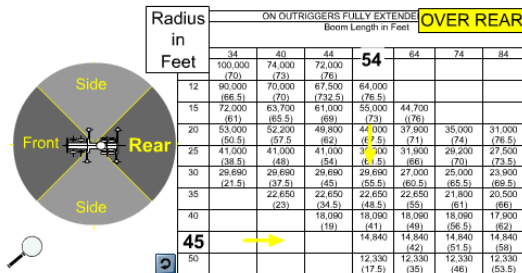 Radius
in
Feet
ON OUTRIGGERS FULLY EXTENDE
OVER REAR
Boom Length in Feet
34 40 44 54 64 74 84
100,000 74,000 72,000
(70) (73) (76)
12 90,000 70,000 67,500 64,000
(66.5) (70) (732.5) (76.5)
15 72,000 63,700 61,000 55,000 44,700
(61) (65.5) (69) (73) ((76)
20 53,000 52,200 49,800 44,000 37,900 35,000 31,000
(50.5) (57.5 (62) (71) (74) (76.5)
25 41,000 41,000 41,000 31,900 29,200 27,500
(38.5) (48) (54) (66) (70) (73.5)
30 29,690 29,690 29,690 29,690 27,000 25,000 23,900
(21.5) (37.5) (45) (55.5) (60.5) (65.5) (69.5)
35 22,650 22,650 22,650 22,650 21,800 20,500
(23) (34.5) (48.5) (55) (61) (66)
40 18,090 18,090 18,090 18,090 17,900
(19) (41) (49) (56.5) (62)
45 14,840 14,840 14,840 14,840
(42) (51.5) (58)
50 12,330 12,330 12,330 12,330
(17.5) (35) (46) (53.5)
Side
Front
Rear
Side